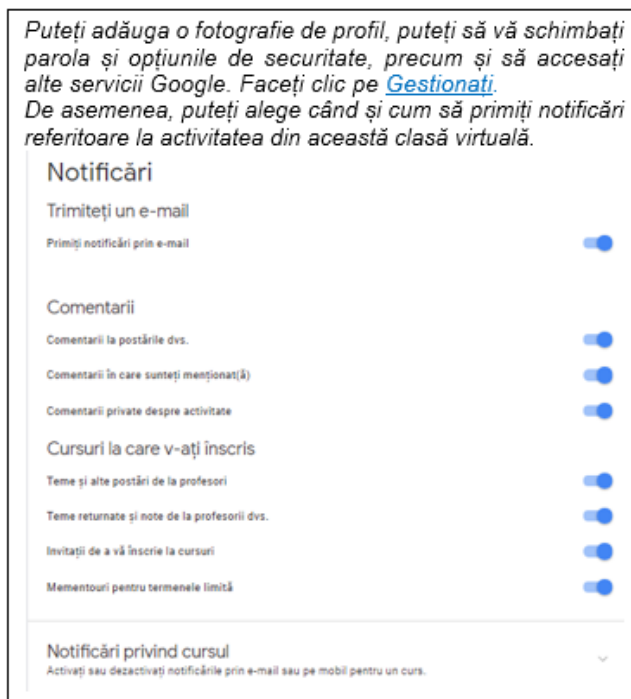 Puteți adăuga o fotografie de profil, puteți să vă schimbați
parola și opțiunile de securitate, precum și să accesați
alte servicii Google. Faceți clic pe Gestionați.
De asemenea, puteți alege când și cum să primiți notificări
referitoare la activitatea din această clasă virtuală.
Notificări
Trimiteți un e-mail
Primiți notificări prin e-mail
Comentarii
Comentarii la postările dvs.
Comentarii în care sunteți menționat(ă)
Comentarii private despre activitate
Cursuri la care v-ați înscris
Teme și alte postări de la profesori
Teme returnate și note de la profesorii dvs.
Invitații de a vă înscrie la cursuri
Mementouri pentru termenele limită
Notificări privind cursul
Activați sau dezactivați notificările prin e-mail sau pe mobil pentru un curs.